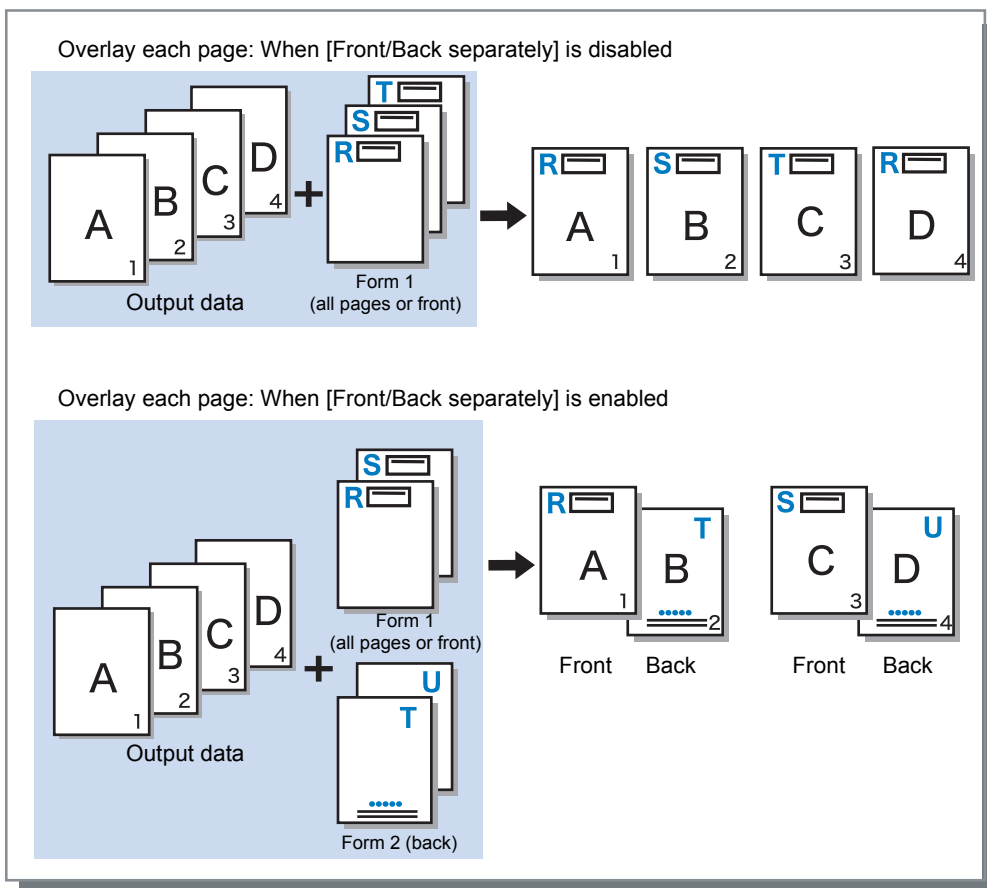 Overlay each page: When [Front/Back separately] is disabled
A
1
B
2
C
3
D
4
Output data
R
S
T
Form 1
(all pages or front)
R
A
1
S
B
2
T
C
3
R
D
4
Overlay each page: When [Front/Back separately] is enabled
A
1
B
2
C
3
D
4
Output data
R
S
Form 1
(all pages or front)
T
U
Form 2 (back)
R
A
1
T
B
2
Front Back
S
C
3
U
D
4
Front Back